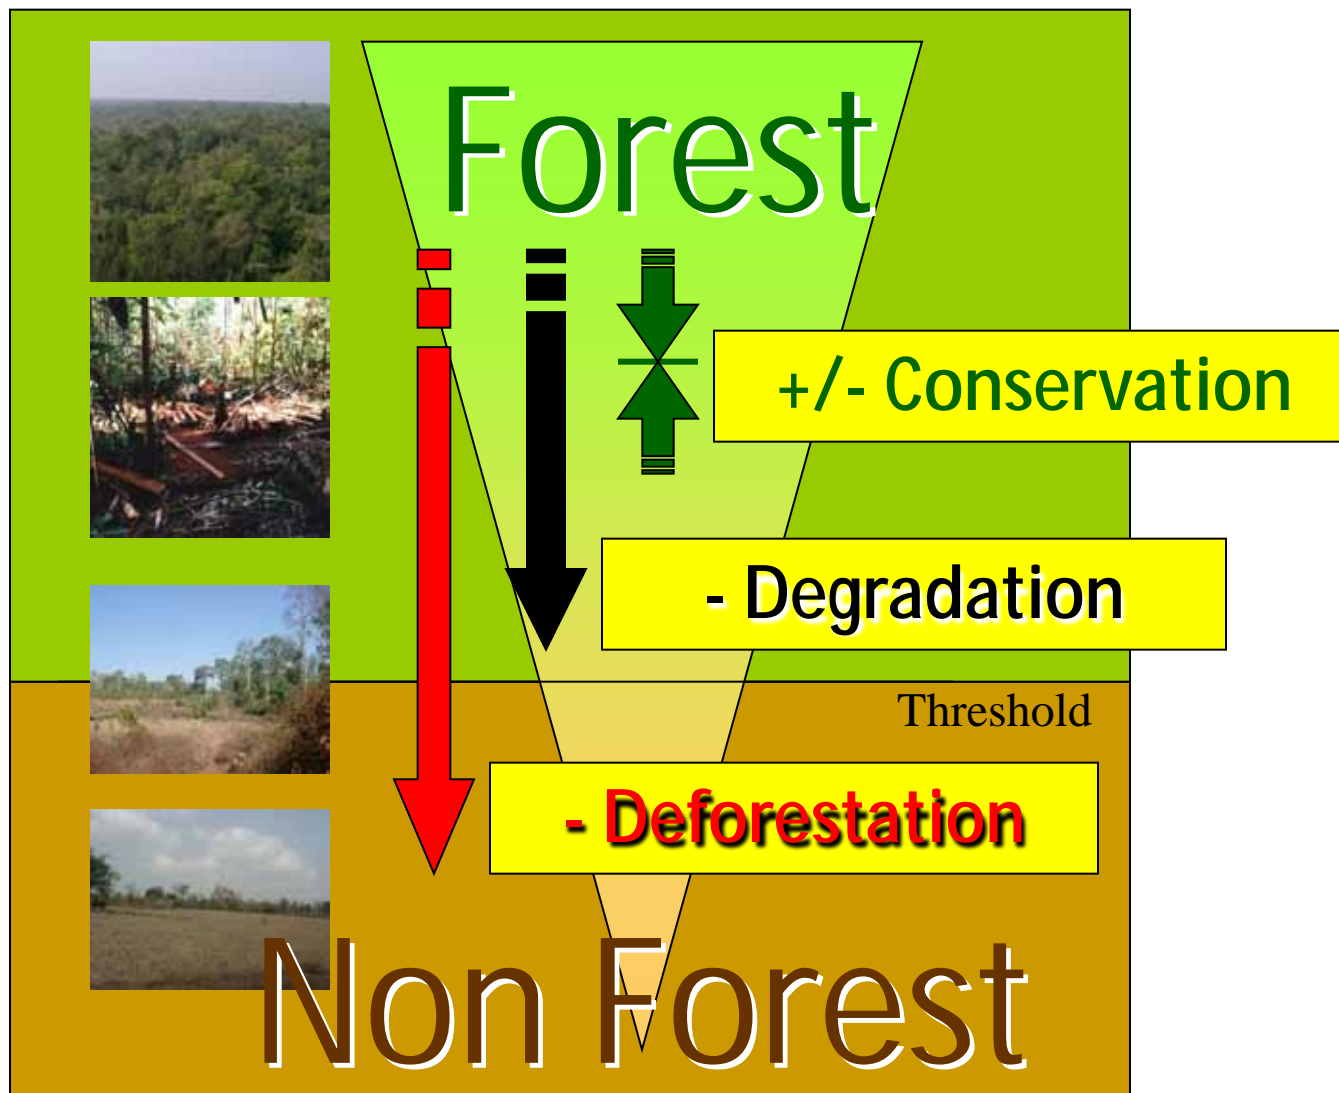 Forest
+/- Conservation
- Degradation
Threshold
- Deforestation
Non Forest